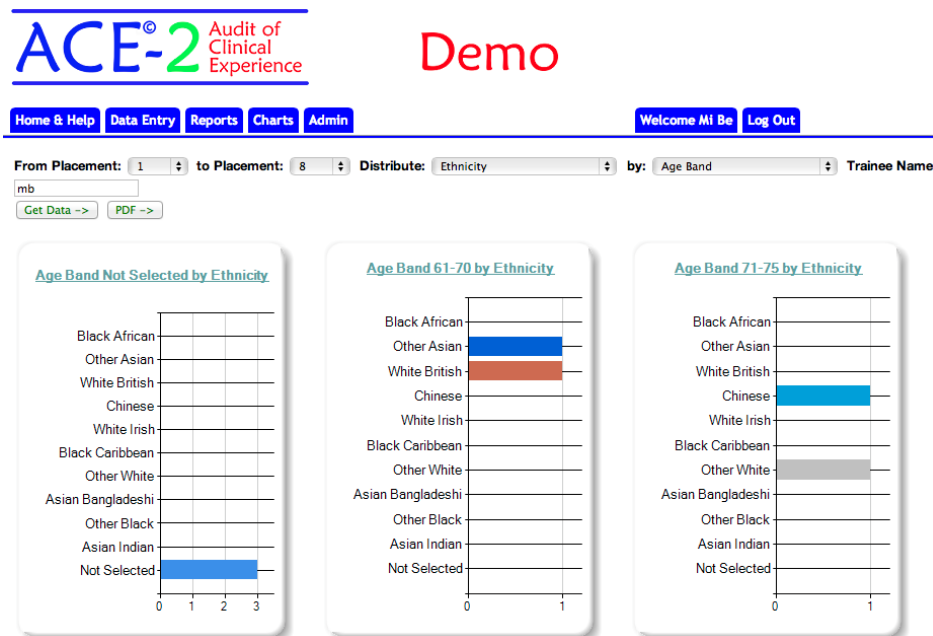 ACE©-2 Audit of
Clinical
Experience
Demo
Home & Help Data Entry Reports Charts Admin Welcome Mi Be Log Out
From Placement: 1 to Placement: 8 Distribute: Ethnicity by: Age Band Trainee Name
mb
Get Data -> PDF ->
Age Band Not Selected by Ethnicity
Black African
Other Asian
White British
Chinese
White Irish
Black Caribbean
Other White
Asian Bangladeshi
Other Black
Asian Indian
Not Selected
0 1 2 3
Age Band 61-70 by Ethnicity
Black African
Other Asian
White British
Chinese
White Irish
Black Caribbean
Other White
Asian Bangladeshi
Other Black
Asian Indian
Not Selected
0 1
Age Band 71-75 by Ethnicity
Black African
Other Asian
White British
Chinese
White Irish
Black Caribbean
Other White
Asian Bangladeshi
Other Black
Asian Indian
Not Selected
0 1